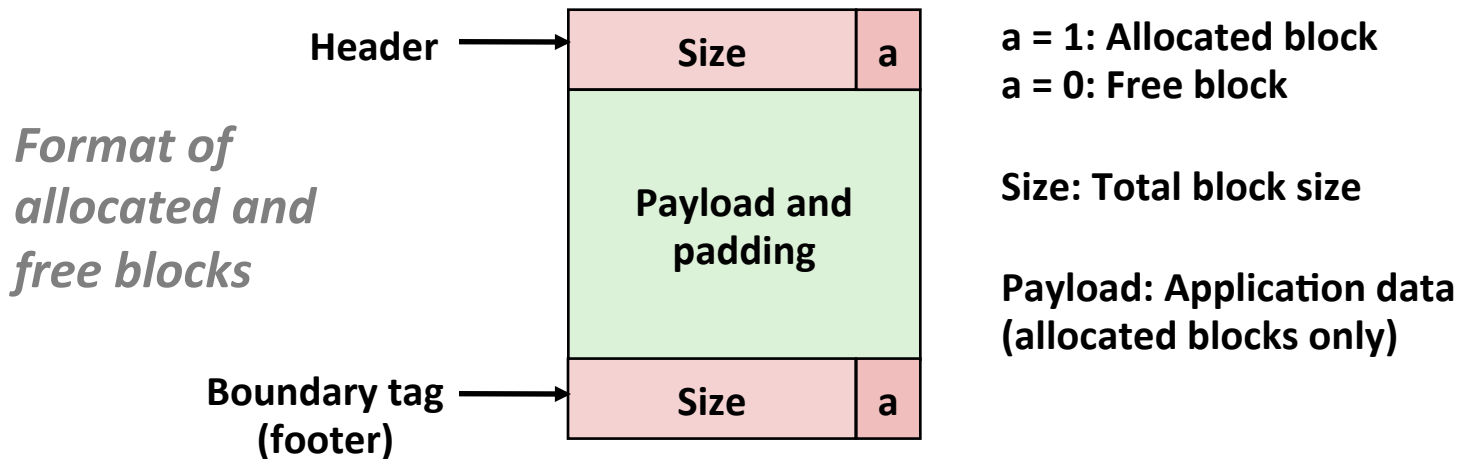 Header
Size
a
a = 1: Allocated block
a = 0: Free block
Format of
allocated and
free blocks
Payload and
padding
Size: Total block size
Payload: Application data
(allocated blocks only)
Boundary tag
(footer)
Size
a